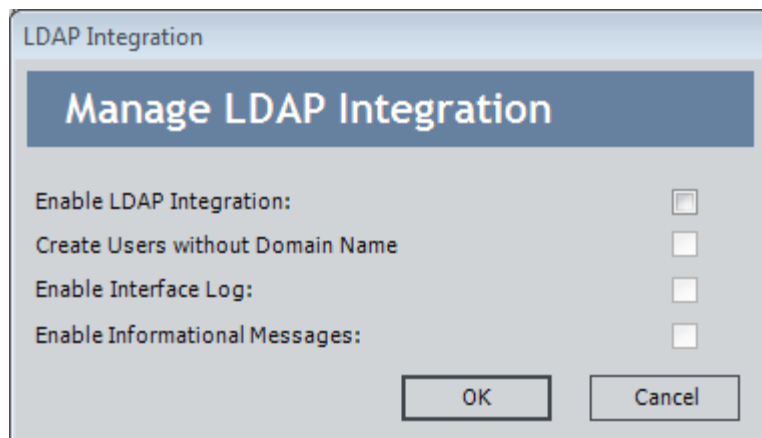 LDAP Integration
Manage LDAP Integration
Enable LDAP Integration:
Create Users without Domain Name
Enable Interface Log:
Enable Informational Messages:
OK Cancel